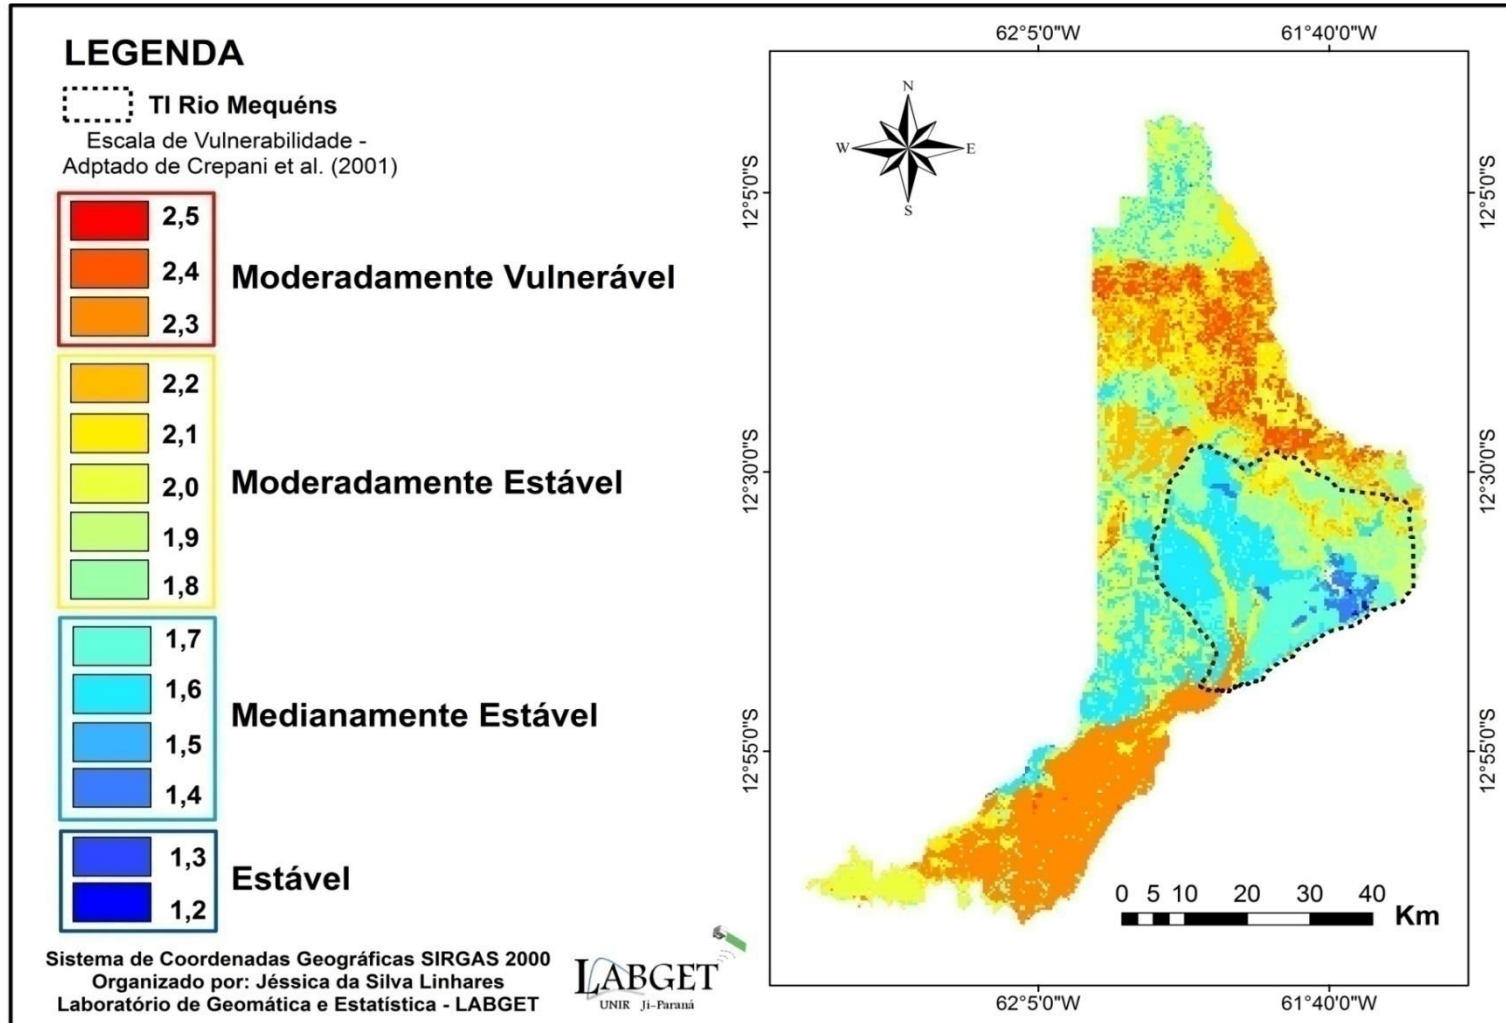 LEGENDA
TI Rio Mequéns
Escala de Vulnerabilidade -
Adptado de Crepani et al. (2001)
2,5
2,4
2,3
Moderadamente Vulnerável
2,2
2,1
2,0
1,9
1,8
Moderadamente Estável
1,7
1,6
1,5
1,4
Medianamente Estável
1,3
1,2
Estável
Sistema de Coordenadas Geográficas SIRGAS 2000
Organizado por: Jéssica da Silva Linhares
Laboratório de Geomática e Estatística - LABGET
LABGET
UNIR Ji-Paraná
62°5'0"W 61°40'0"W
N
W E
S
12°5'0"S 12°5'0"S
12°30'0"S 12°30'0"S
12°55'0"S 12°55'0"S
0 5 10 20 30 40
Km
62°5'0"W 61°40'0"W